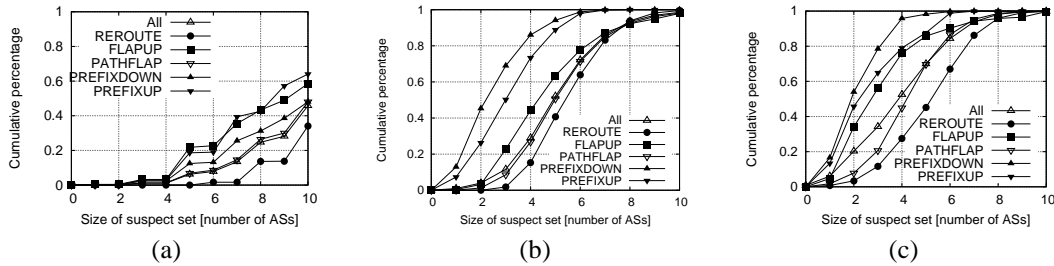 Cumulative percentage
1
0.8
0.6
0.4
0.2
0
0 2 4 6 8 10
Size of suspect set [number of ASs]
All
REROUTE
FLAPUP
PATHFLAP
PREFIXDOWN
PREFIXUP
(a)
Cumulative percentage
1
0.8
0.6
0.4
0.2
0
0 2 4 6 8 10
Size of suspect set [number of ASs]
All
REROUTE
FLAPUP
PATHFLAP
PREFIXDOWN
PREFIXUP
(b)
Cumulative percentage
1
0.8
0.6
0.4
0.2
0
0 2 4 6 8 10
Size of suspect set [number of ASs]
All
REROUTE
FLAPUP
PATHFLAP
PREFIXDOWN
PREFIXUP
(c)